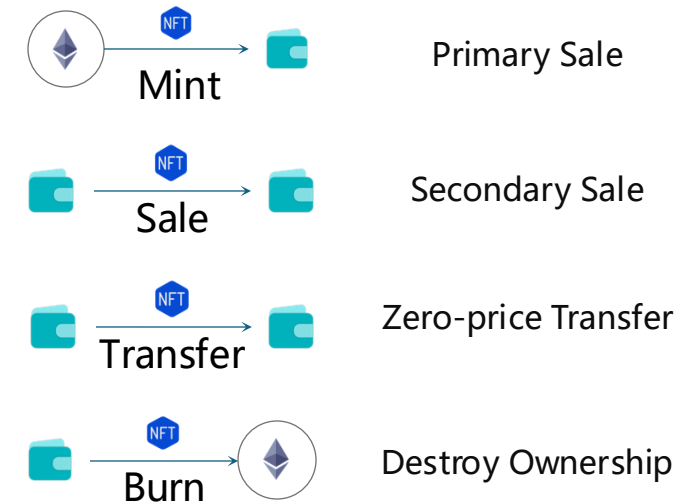 NFT
Mint
Primary Sale
NFT
Sale
Secondary Sale
NFT
Transfer
Zero-price Transfer
NFT
Burn
Destroy Ownership